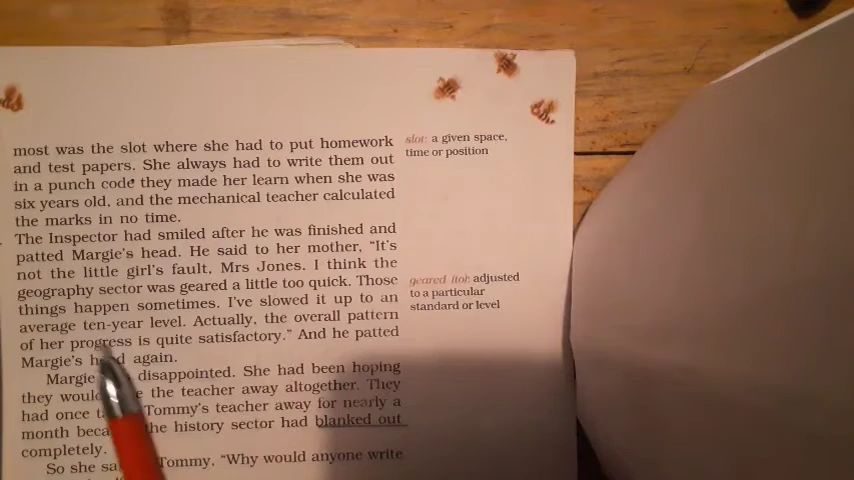 most was the slot where she had to put homework
and test papers. She always had to write them out
in a punch code they made her learn when she was
six years old, and the mechanical teacher calculated
the marks in no time.
The Inspector had smiled after he was finished and
patted Margie's head. He said to her mother, “It's
not the little girl's fault, Mrs Jones. I think the
geography sector was geared a little too quick. Those
things happen sometimes. I've slowed it up to an
average ten-year level. Actually, the overall pattern
of her progress is quite satisfactory.” And he patted
Margie's head again.
Margie disappointed. She had been hoping
they the teacher away altogether. They
had once Tommy's teacher away for nearly a
month the history sector had blanked out
completely.
So she Tommy, “Why would anyone write
slot: a given space,
time or position
geared (to): adjusted
to a particular
standard or level